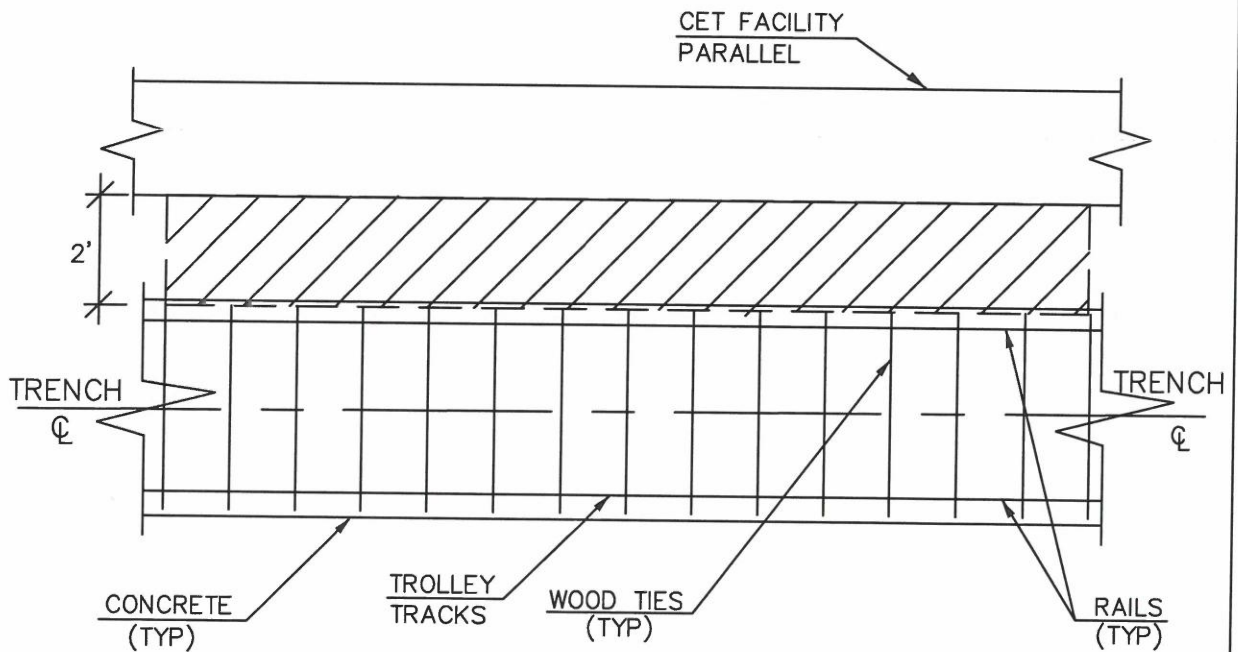 CET FACILITY
PARALLEL
2'
TRENCH
℄
TRENCH
℄
CONCRETE
(TYP)
TROLLEY
TRACKS
WOOD TIES
(TYP)
RAILS
(TYP)